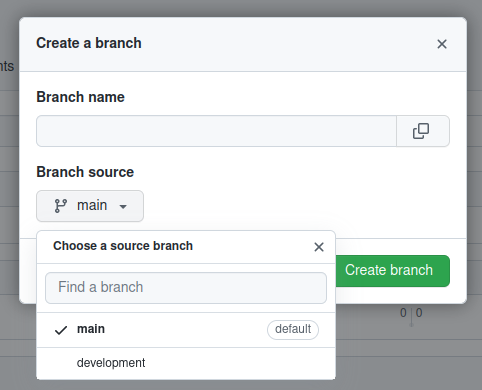 Create a branch
nts
Branch name
Branch source
main
Choose a source branch
Create branch
Find a branch
0 0
main default
development